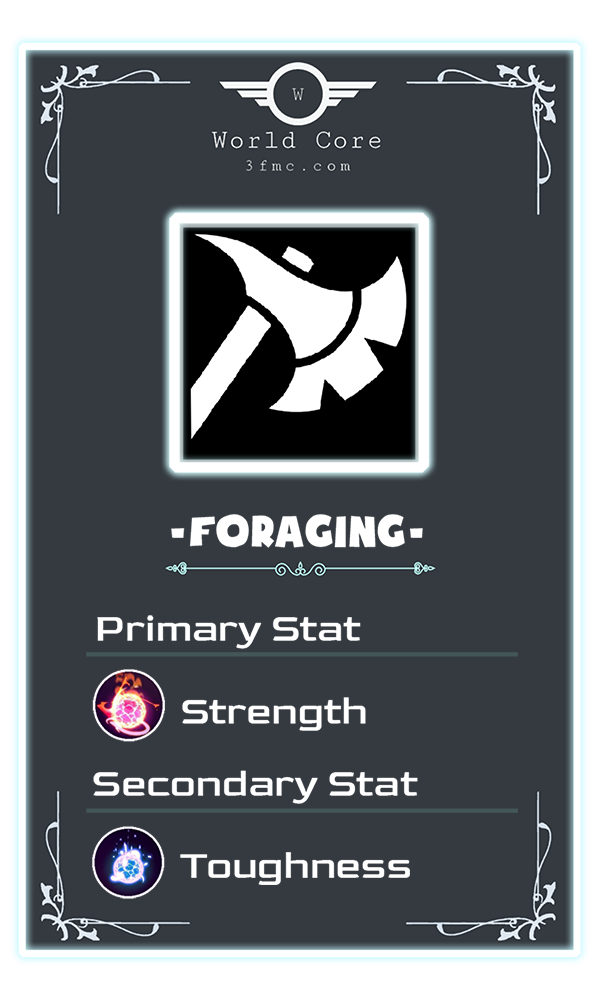 W
World Core
3fmc.com
-FORAGING-
Primary Stat
Strength
Secondary Stat
Toughness